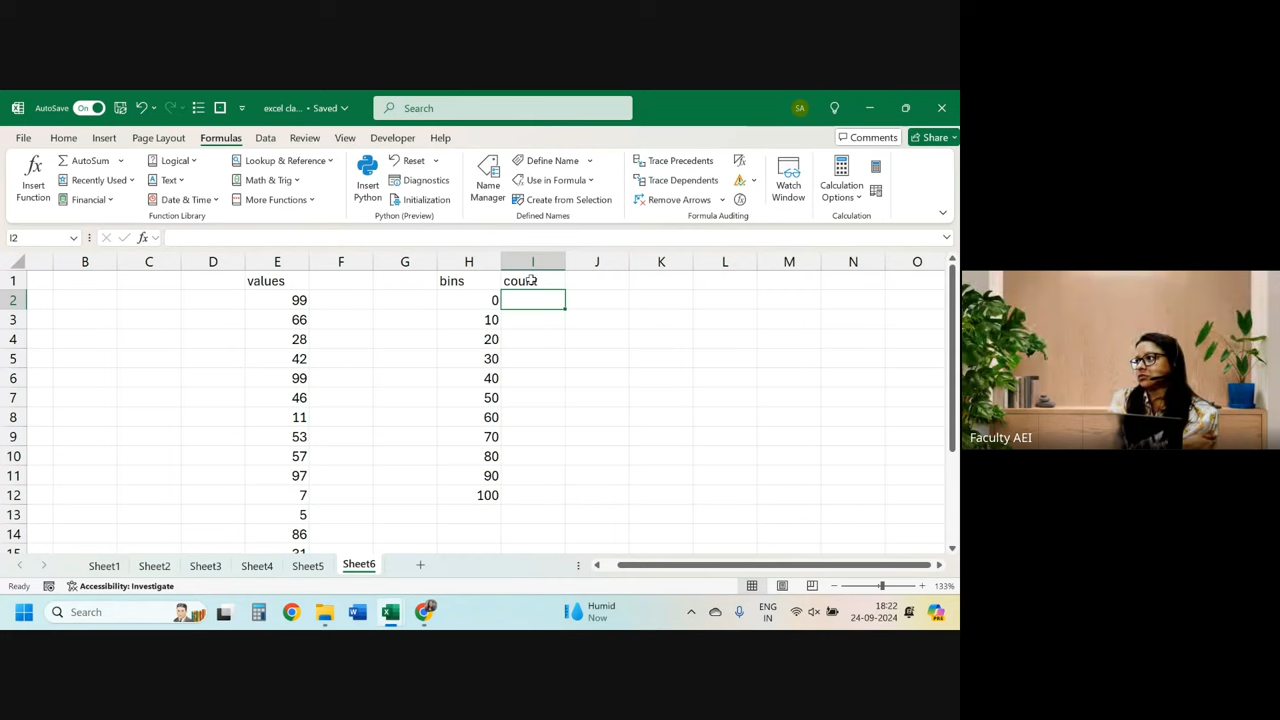 AutoSave On excel cla... • Saved Search SA
File Home Insert Page Layout Formulas Data Review View Developer Help Comments Share
AutoSum Logical Lookup & Reference Reset Define Name Trace Precedents
Recently Used Text Math & Trig Diagnostics Use in Formula Trace Dependents
Financial Date & Time More Functions Initialization Create from Selection Remove Arrows
Insert Function Insert Python Name Manager Watch Window Calculation Options
Function Library Python (Preview) Defined Names Formula Auditing Calculation
I2 fx
B C D E F G H I J K L M N O
1 values bins count
2 99 0
3 66 10
4 28 20
5 42 30
6 99 40
7 46 50
8 11 60
9 53 70
10 57 80
11 97 90
12 7 100
13 5
14 86
15 31
Sheet1 Sheet2 Sheet3 Sheet4 Sheet5 Sheet6
Ready Accessibility: Investigate 133%
Search Humid Now ENG IN 18:22 24-09-2024
Faculty AEI